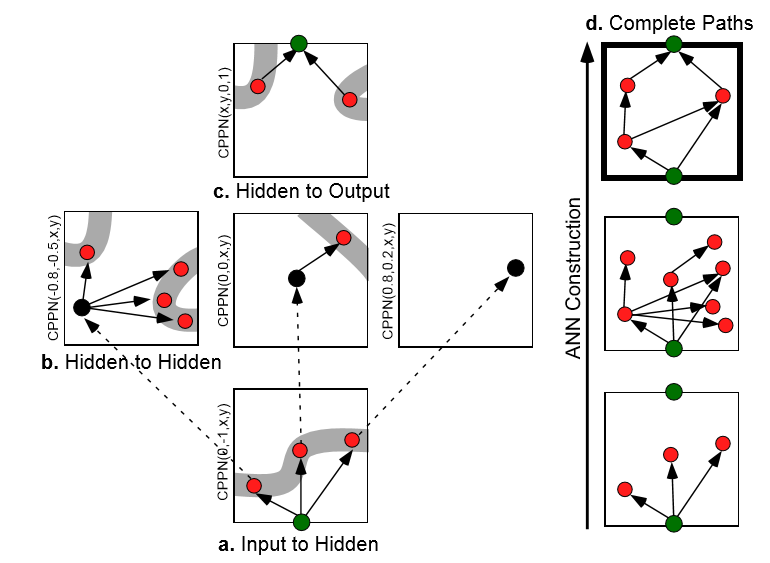 d. Complete Paths
CPPN(x,y,0,1)
c. Hidden to Output
CPPN(-0.8,-0.5,x,y)
CPPN(0,0,x,y)
CPPN(0.8,0.2,x,y)
b. Hidden to Hidden
ANN Construction
CPPN(0,-1,x,y)
a. Input to Hidden